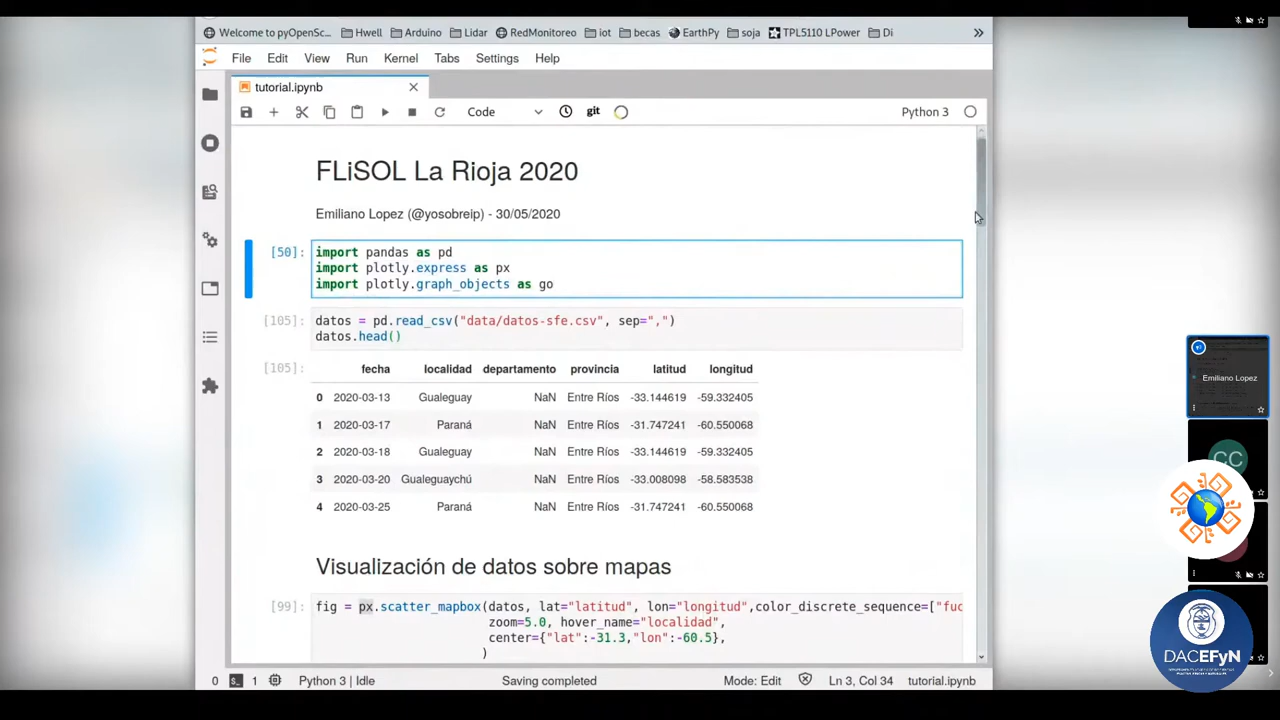 Welcome to pyOpenSc... Hwell Arduino Lidar RedMonitoreo iot becas EarthPy soja TPL5110 LPower Di »
File Edit View Run Kernel Tabs Settings Help
tutorial.ipynb
Code git Python 3
FLiSOL La Rioja 2020
Emiliano Lopez (@yosobreip) - 30/05/2020
[50]:
import pandas as pd
import plotly.express as px
import plotly.graph_objects as go
[105]:
datos = pd.read_csv("data/datos-sfe.csv", sep=",")
datos.head()
[105]:
fecha localidad departamento provincia latitud longitud
0 2020-03-13 Gualeguay NaN Entre Ríos -33.144619 -59.332405
1 2020-03-17 Paraná NaN Entre Ríos -31.747241 -60.550068
2 2020-03-18 Gualeguay NaN Entre Ríos -33.144619 -59.332405
3 2020-03-20 Gualeguaychú NaN Entre Ríos -33.008098 -58.583538
4 2020-03-25 Paraná NaN Entre Ríos -31.747241 -60.550068
Visualización de datos sobre mapas
[99]:
fig = px.scatter_mapbox(datos, lat="latitud", lon="longitud",color_discrete_sequence=["fuc
zoom=5.0, hover_name="localidad",
center={"lat":-31.3,"lon":-60.5},
)
1 Python 3 | Idle Saving completed Mode: Edit Ln 3, Col 34 tutorial.ipynb
Emiliano Lopez
CC
DACEFyN